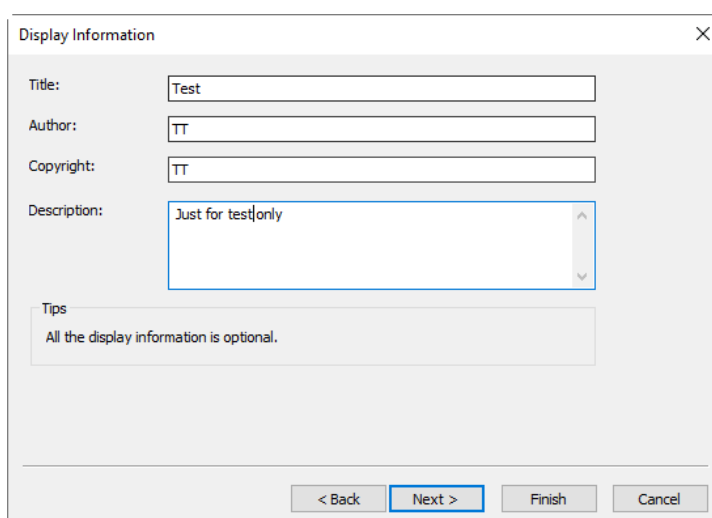 Display Information
Title: Test
Author: TT
Copyright: TT
Description: Just for test only
Tips
All the display information is optional.
< Back Next > Finish Cancel